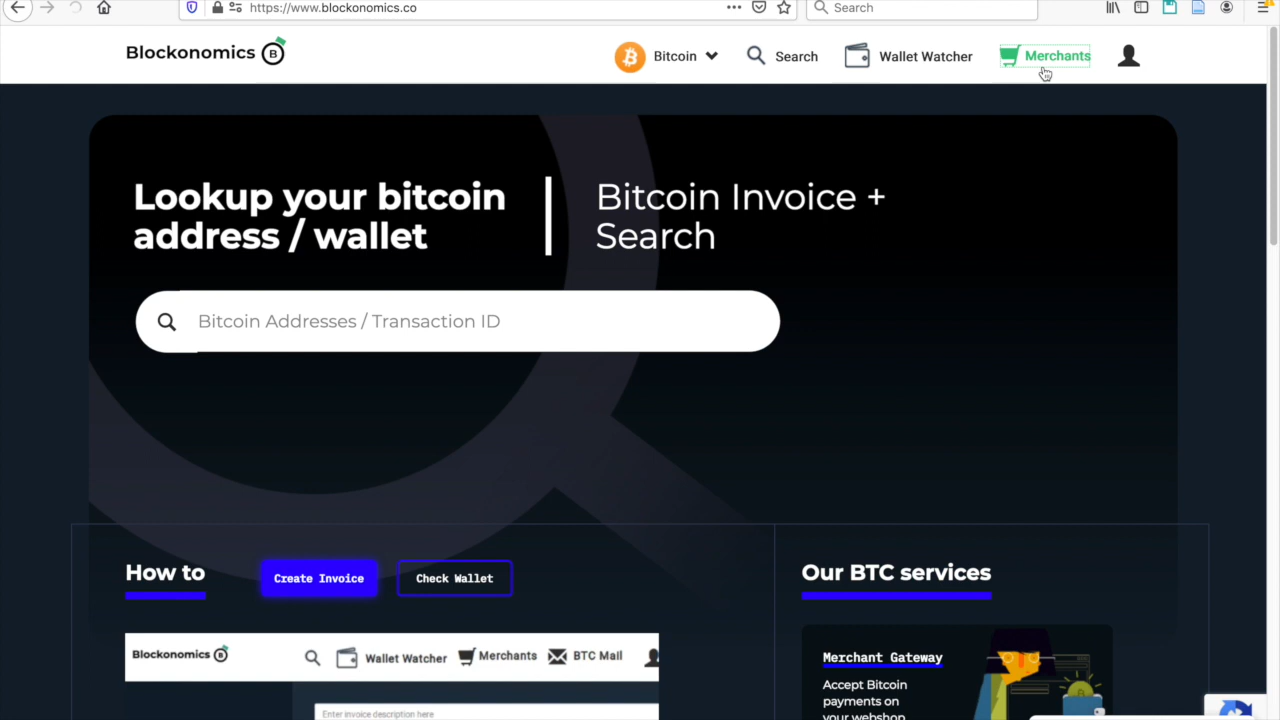 https://www.blockonomics.co
Search
Blockonomics B
Bitcoin
Search
Wallet Watcher
Merchants
Lookup your bitcoin
address / wallet
Bitcoin Invoice +
Search
Bitcoin Addresses / Transaction ID
How to
Create Invoice
Check Wallet
Our BTC services
Blockonomics B
Wallet Watcher
Merchants
BTC Mail
Enter invoice description here
Merchant Gateway
Accept Bitcoin
payments on
your webshop